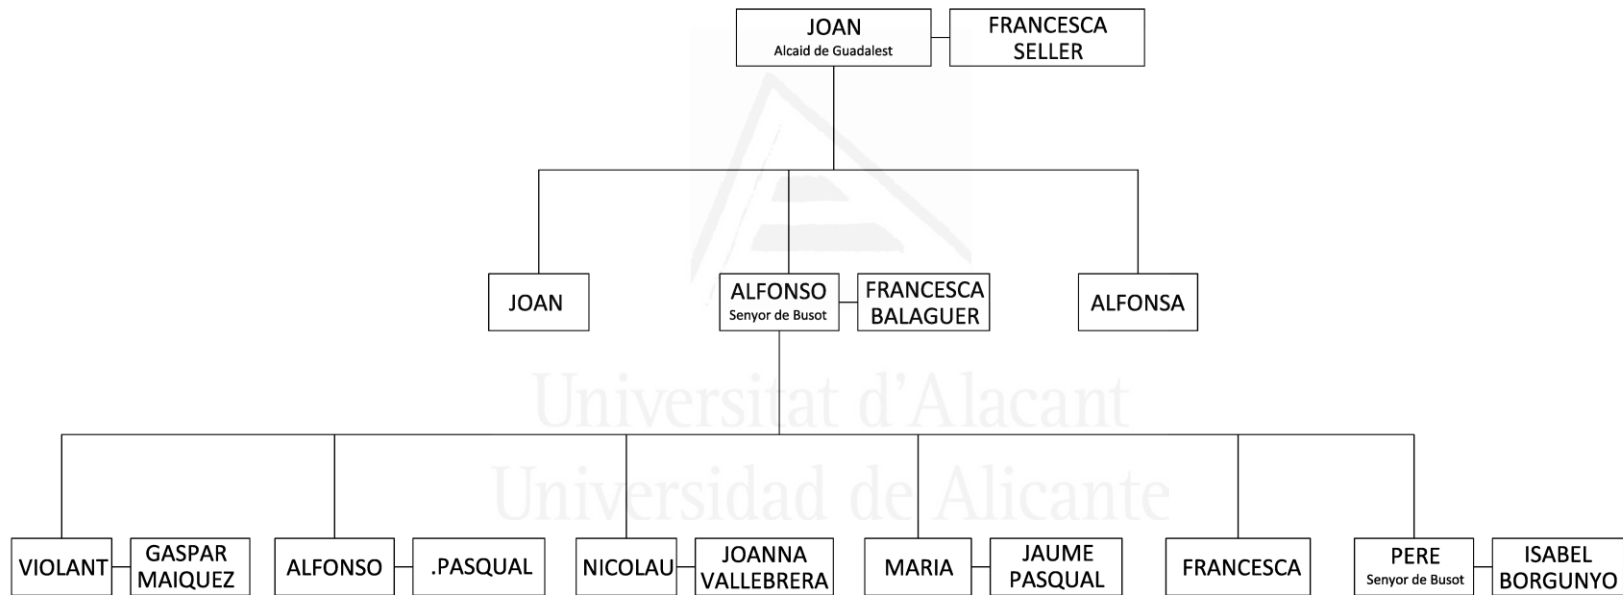 JOAN
Alcaid de Guadalest
FRANCESCA
SELLER
JOAN
ALFONSO
Senyor de Busot
FRANCESCA
BALAGUER
ALFONSA
Universitat d'Alacant
Universidad de Alicante
VIOLANT
GASPAR
MAIQUEZ
ALFONSO
.PASQUAL
NICOLAU
JOANNA
VALLEBRERA
MARIA
JAUME
PASQUAL
FRANCESCA
PERE
Senyor de Busot
ISABEL
BORGUNYO